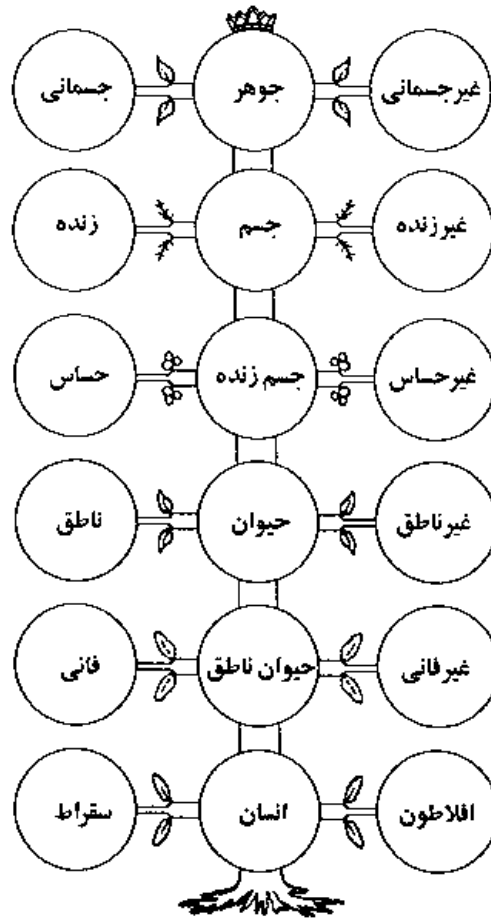 غیرجسمانی جوهر جسمانی
غیرزنده جسم زنده
غیرحساس جسم زنده حساس
غیرناطق حیوان ناطق
غیرفانی حیوان ناطق فانی
افلاطون انسان سقراط